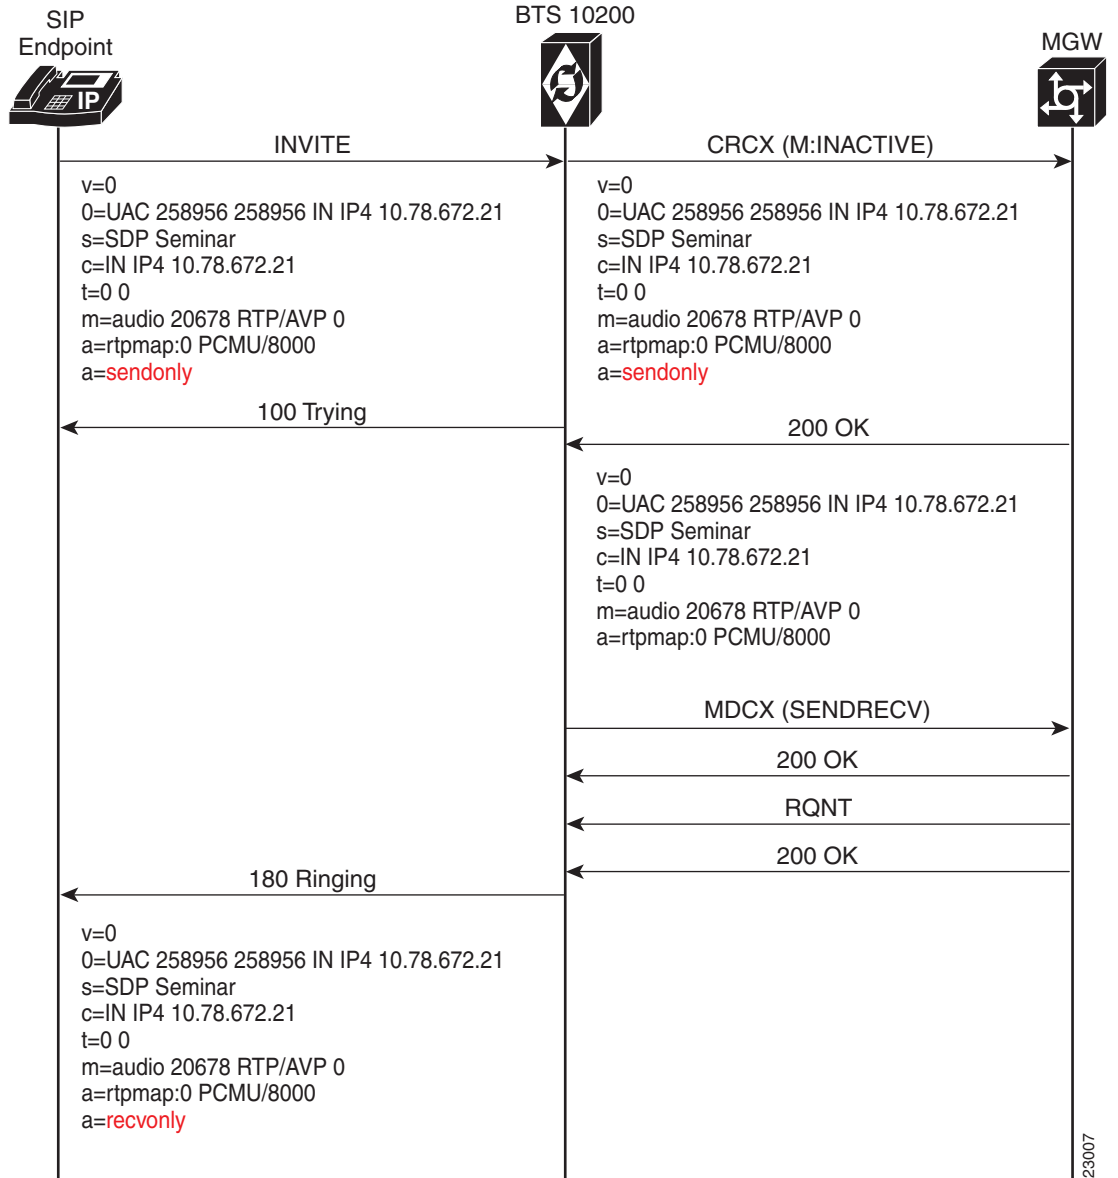 SIP
Endpoint
BTS 10200
MGW
IP
INVITE
CRCX (M:INACTIVE)
v=0
0=UAC 258956 258956 IN IP4 10.78.672.21
s=SDP Seminar
c=IN IP4 10.78.672.21
t=0 0
m=audio 20678 RTP/AVP 0
a=rtpmap:0 PCMU/8000
a=sendonly
v=0
0=UAC 258956 258956 IN IP4 10.78.672.21
s=SDP Seminar
c=IN IP4 10.78.672.21
t=0 0
m=audio 20678 RTP/AVP 0
a=rtpmap:0 PCMU/8000
a=sendonly
100 Trying
200 OK
v=0
0=UAC 258956 258956 IN IP4 10.78.672.21
s=SDP Seminar
c=IN IP4 10.78.672.21
t=0 0
m=audio 20678 RTP/AVP 0
a=rtpmap:0 PCMU/8000
MDCX (SENDRECV)
200 OK
RQNT
200 OK
180 Ringing
v=0
0=UAC 258956 258956 IN IP4 10.78.672.21
s=SDP Seminar
c=IN IP4 10.78.672.21
t=0 0
m=audio 20678 RTP/AVP 0
a=rtpmap:0 PCMU/8000
a=recvonly
23007